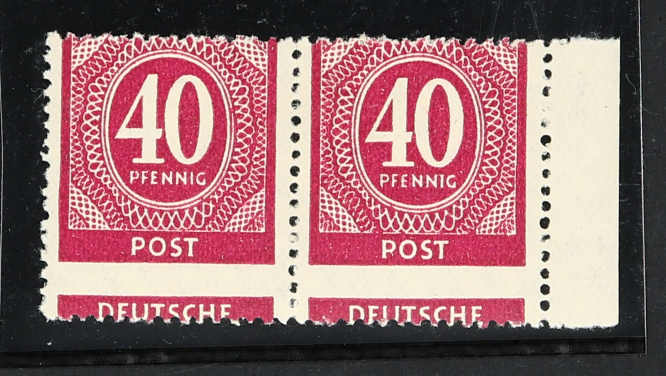 40 40
PFENNIG PFENNIG
POST POST
DEUTSCHE DEUTSCHE